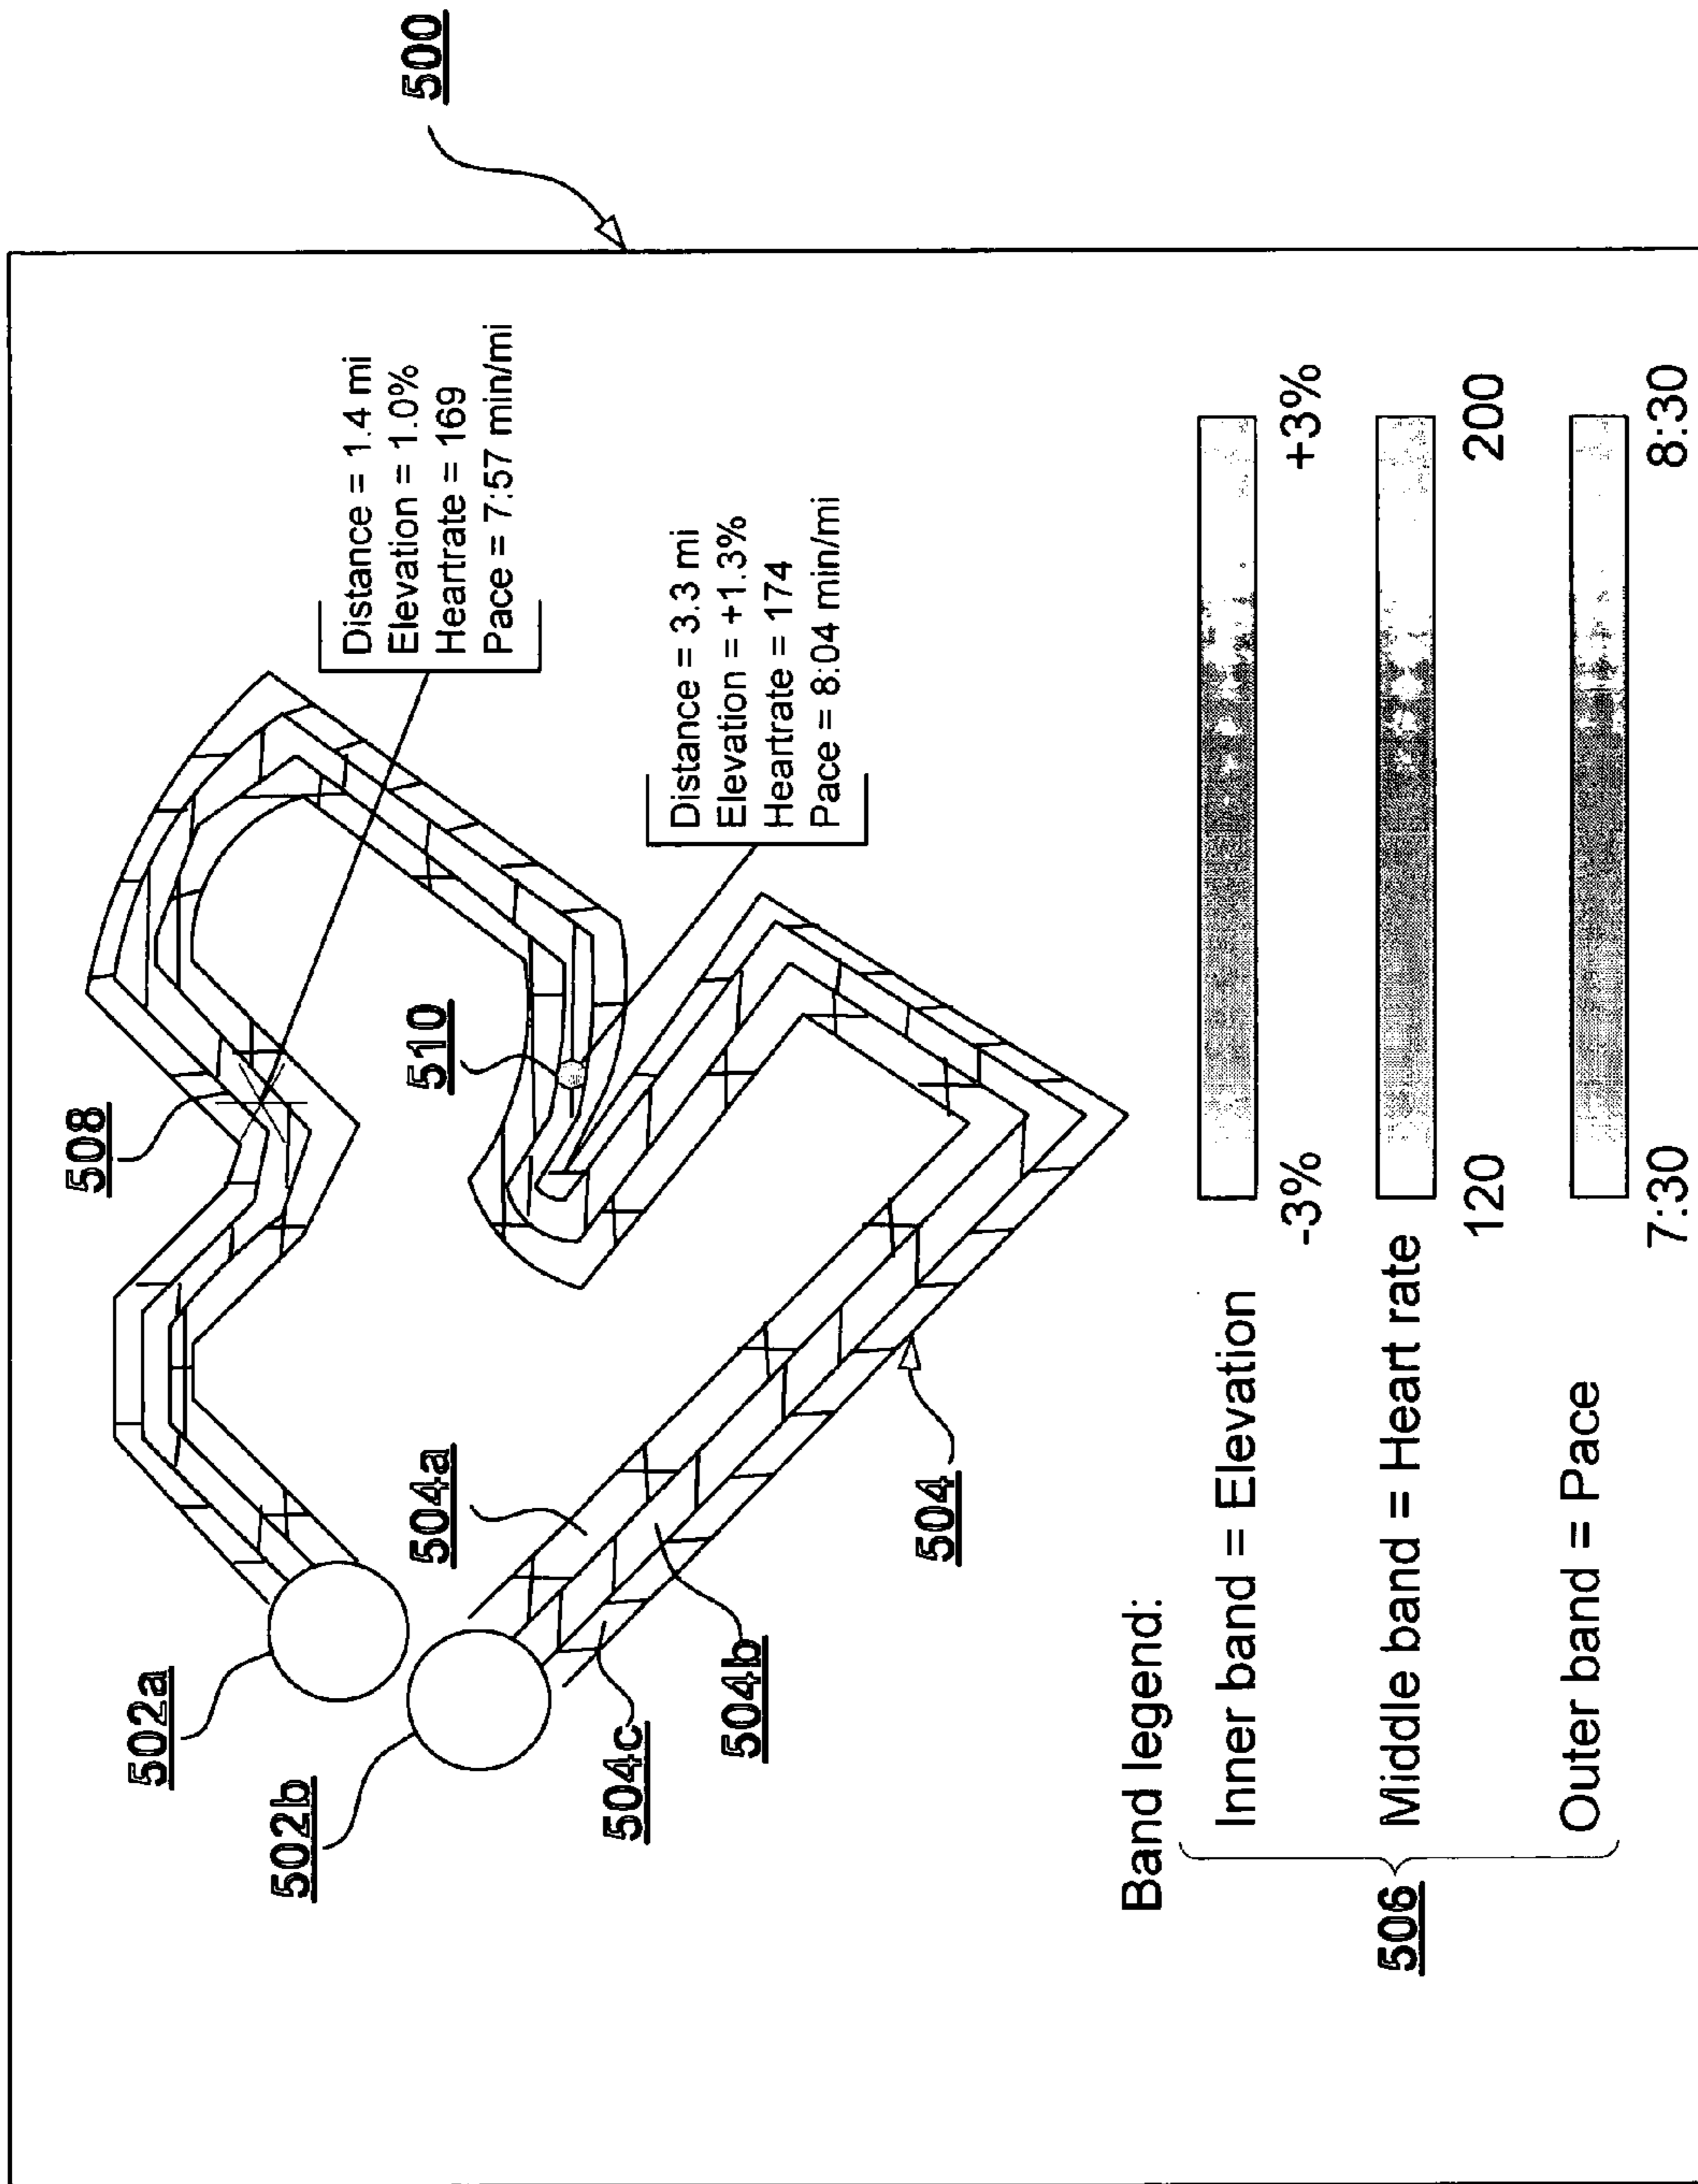 500
508
Distance = 1.4 mi
Elevation = 1.0%
Heartrate = 169
Pace = 7:57 min/mi
502a
502b
510
504a
Distance = 3.3 mi
Elevation = +1.3%
Heartrate = 174
Pace = 8:04 min/mi
504c
504b
504
Band legend:
Inner band = Elevation
-3%
+3%
506
Middle band = Heart rate
120
200
Outer band = Pace
7:30
8:30